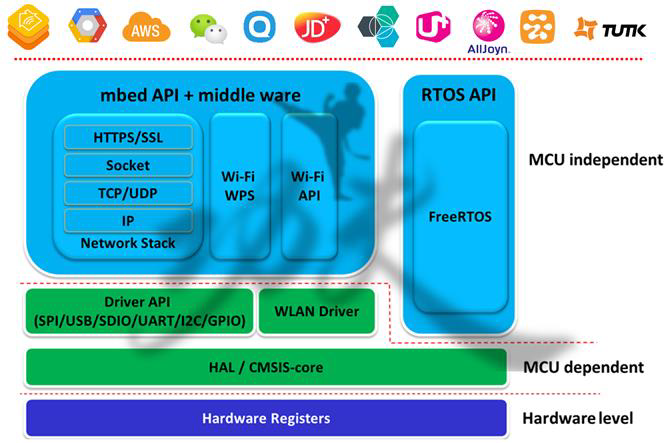 AWS
JD+
U+
AllJoyn.
TUTK
mbed API + middle ware
RTOS API
HTTPS/SSL
Socket
TCP/UDP
IP
Network Stack
Wi-Fi
WPS
Wi-Fi
API
FreeRTOS
MCU independent
Driver API
(SPI/USB/SDIO/UART/I2C/GPIO)
WLAN Driver
HAL / CMSIS-core
MCU dependent
Hardware Registers
Hardware level